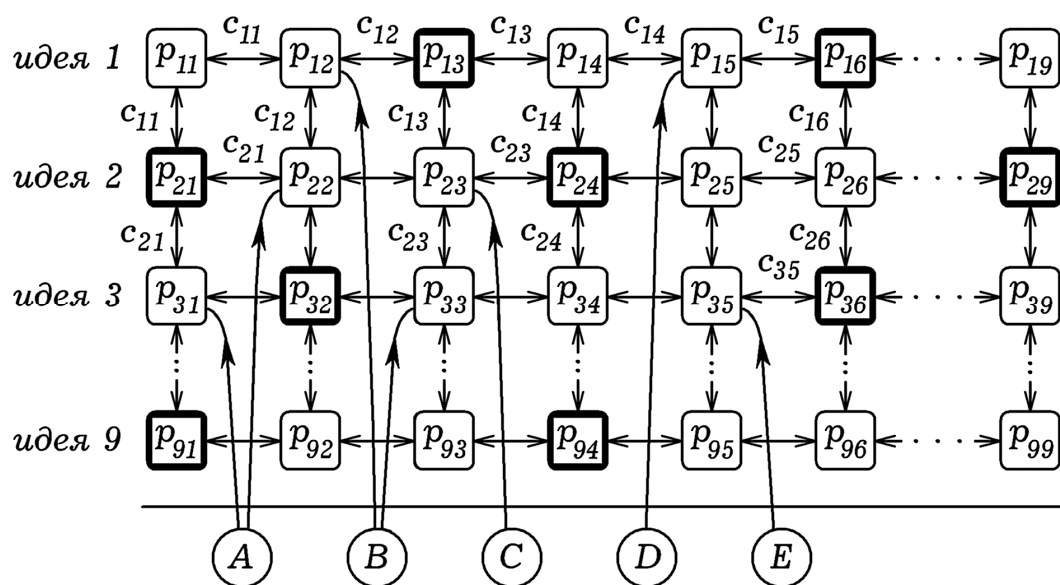 c11 c12 c13 c14 c15
идея 1 p11 p12 p13 p14 p15 p16 · · · · p19
c11 c12 c13 c14 c16
c21 c23 c25
идея 2 p21 p22 p23 p24 p25 p26 · · · · p29
c21 c23 c24 c26
c35
идея 3 p31 p32 p33 p34 p35 p36 · · · · p39
идея 9 p91 p92 p93 p94 p95 p96 · · · · p99
A B C D E